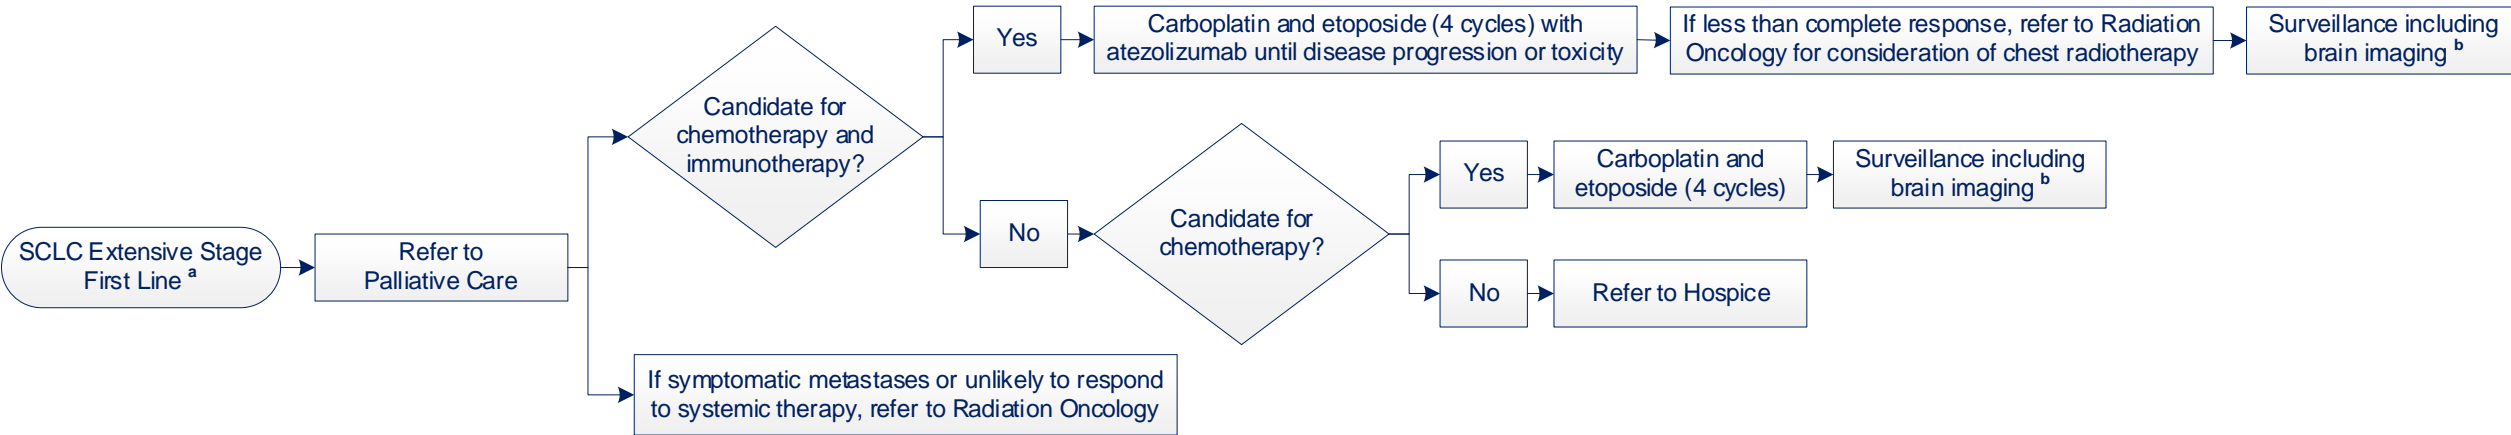 SCLC Extensive Stage
First Line a
Refer to
Palliative Care
Candidate for
chemotherapy and
immunotherapy?
Yes
Carboplatin and etoposide (4 cycles) with
atezolizumab until disease progression or toxicity
If less than complete response, refer to Radiation
Oncology for consideration of chest radiotherapy
Surveillance including
brain imaging b
No
Candidate for
chemotherapy?
Yes
Carboplatin and
etoposide (4 cycles)
Surveillance including
brain imaging b
No
Refer to Hospice
If symptomatic metastases or unlikely to respond
to systemic therapy, refer to Radiation Oncology